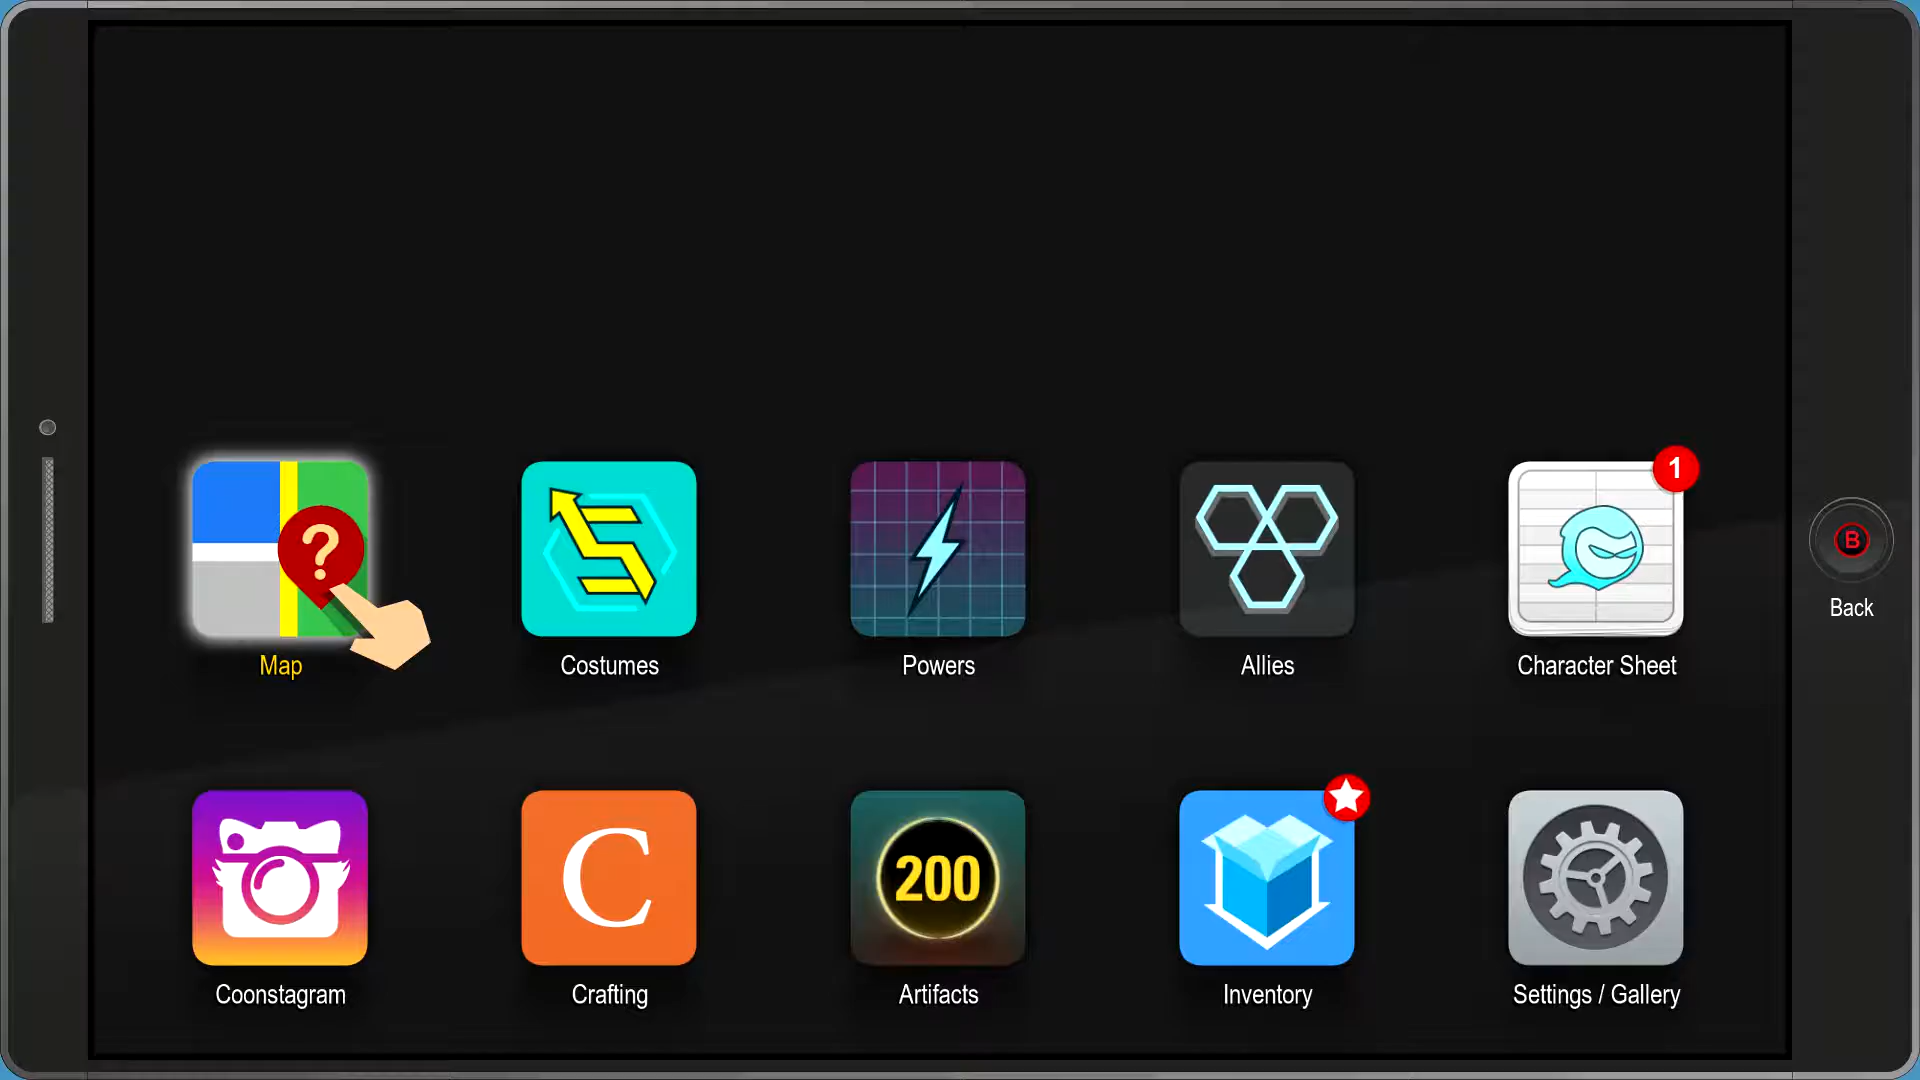 ?
1
Map
Costumes
Powers
Allies
Character Sheet
B
Back
C
200
Coonstagram
Crafting
Artifacts
Inventory
Settings / Gallery